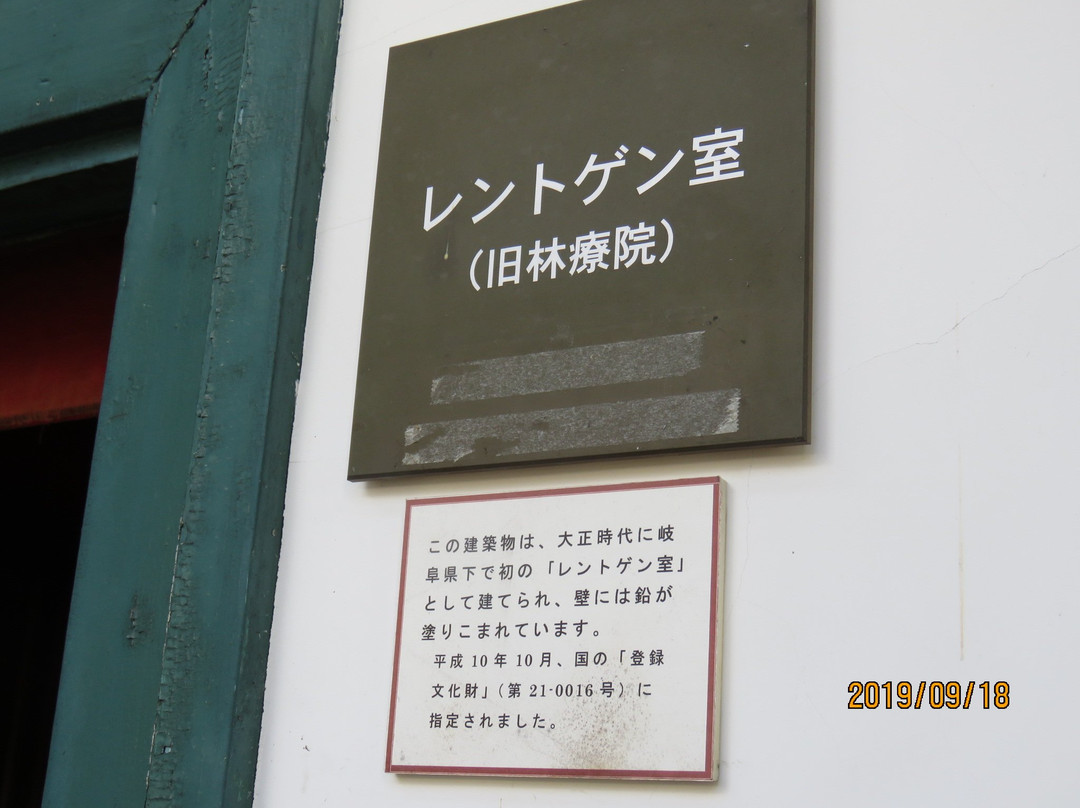 レントゲン室
（旧林療院）
この建築物は、大正時代に岐
阜県下で初の「レントゲン室」
として建てられ、壁には鉛が
塗りこまれています。
平成10年10月、国の「登録
文化財」（第21-0016号）に
指定されました。
2019/09/18